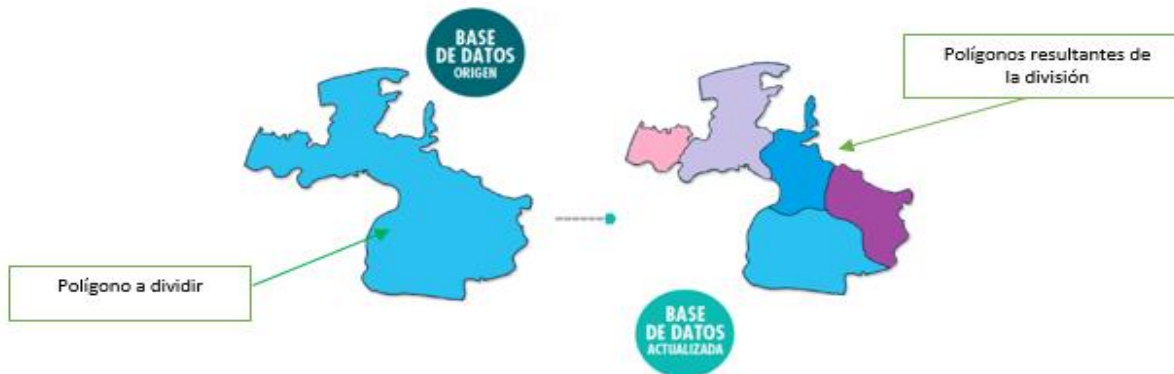 BASE
DE DATOS
ORIGEN
Polígonos resultantes de
la división
Polígono a dividir
BASE
DE DATOS
ACTUALIZADA